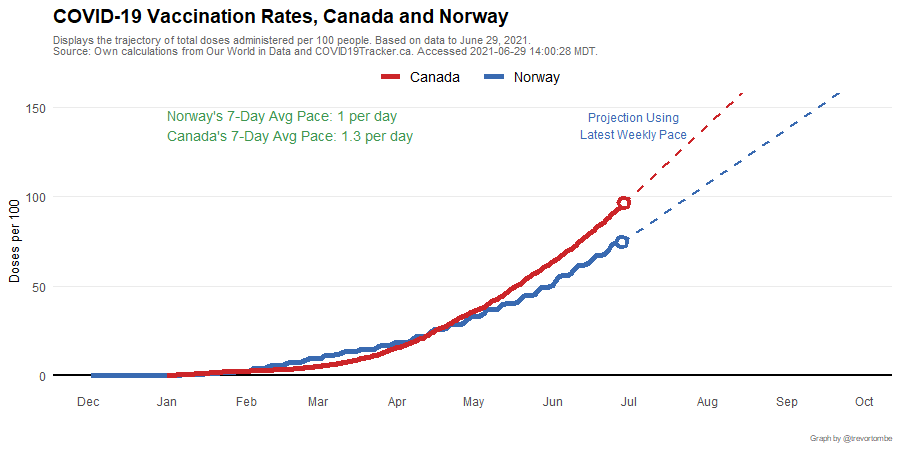 COVID-19 Vaccination Rates, Canada and Norway
Displays the trajectory of total doses administered per 100 people. Based on data to June 29, 2021.
Source: Own calculations from Our World in Data and COVID19Tracker.ca. Accessed 2021-06-29 14:00:28 MDT.
Canada
Norway
Norway's 7-Day Avg Pace: 1 per day
Canada's 7-Day Avg Pace: 1.3 per day
Projection Using
Latest Weekly Pace
Doses per 100
150
100
50
0
Dec Jan Feb Mar Apr May Jun Jul Aug Sep Oct
Graph by @trevortombe